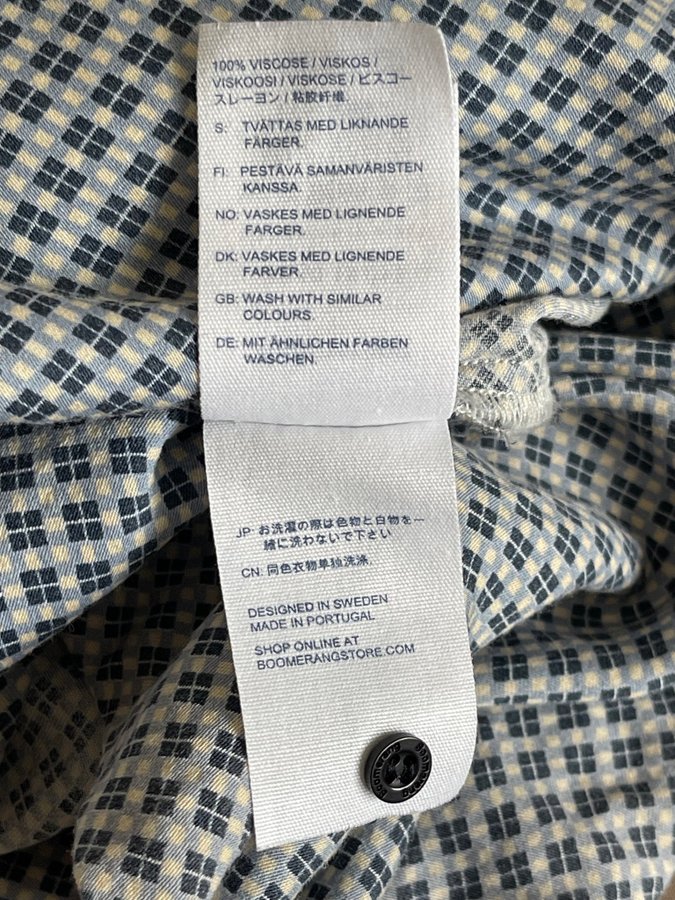 100% VISCOSE / VISKOS /
VISKOOSI / VISKOSE / ビスコー
スレーヨン / 粘胶纤维.
S: TVÄTTAS MED LIKNANDE
FÄRGER.
FI: PESTÄVÄ SAMANVÄRISTEN
KANSSA.
NO: VASKES MED LIGNENDE
FARGER.
DK: VASKES MED LIGNENDE
FARVER.
GB: WASH WITH SIMILAR
COLOURS.
DE: MIT ÄHNLICHEN FARBEN
WASCHEN.
JP: お洗濯の際は色物と白物を一
緒に洗わないで下さい
CN: 同色衣物单独洗涤.
DESIGNED IN SWEDEN
MADE IN PORTUGAL
SHOP ONLINE AT
BOOMERANGSTORE.COM